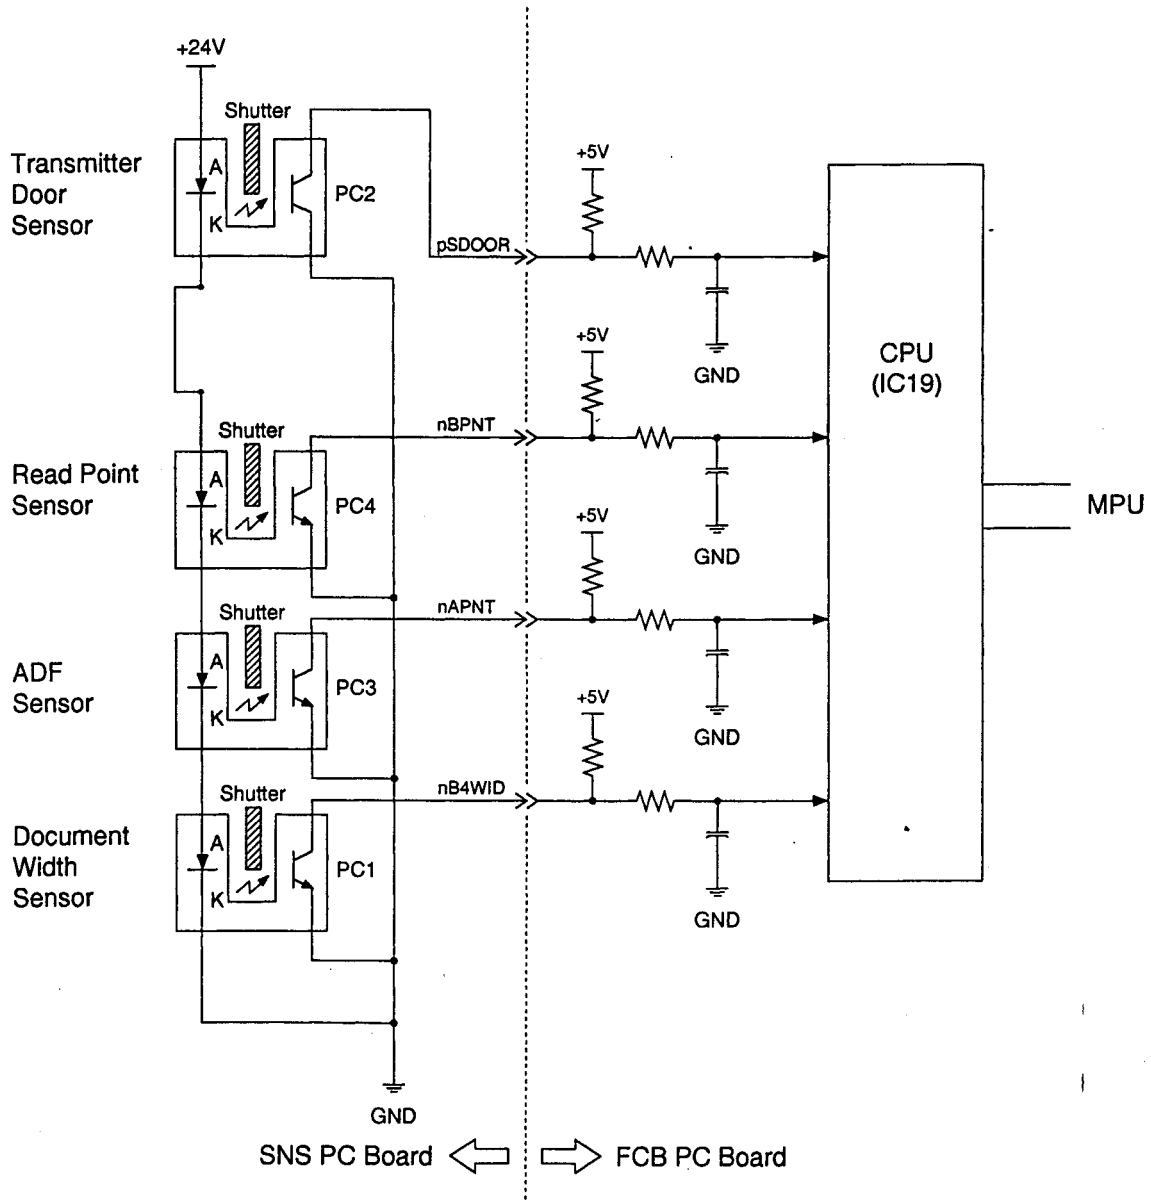 +24V
Shutter
Transmitter
Door
Sensor
A
K
PC2
pSDOOR
+5V
GND
CPU
(IC19)
MPU
Shutter
Read Point
Sensor
A
K
PC4
nBPNT
+5V
GND
Shutter
ADF
Sensor
A
K
PC3
nAPNT
+5V
GND
Shutter
Document
Width
Sensor
A
K
PC1
nB4WID
+5V
GND
GND
SNS PC Board
FCB PC Board